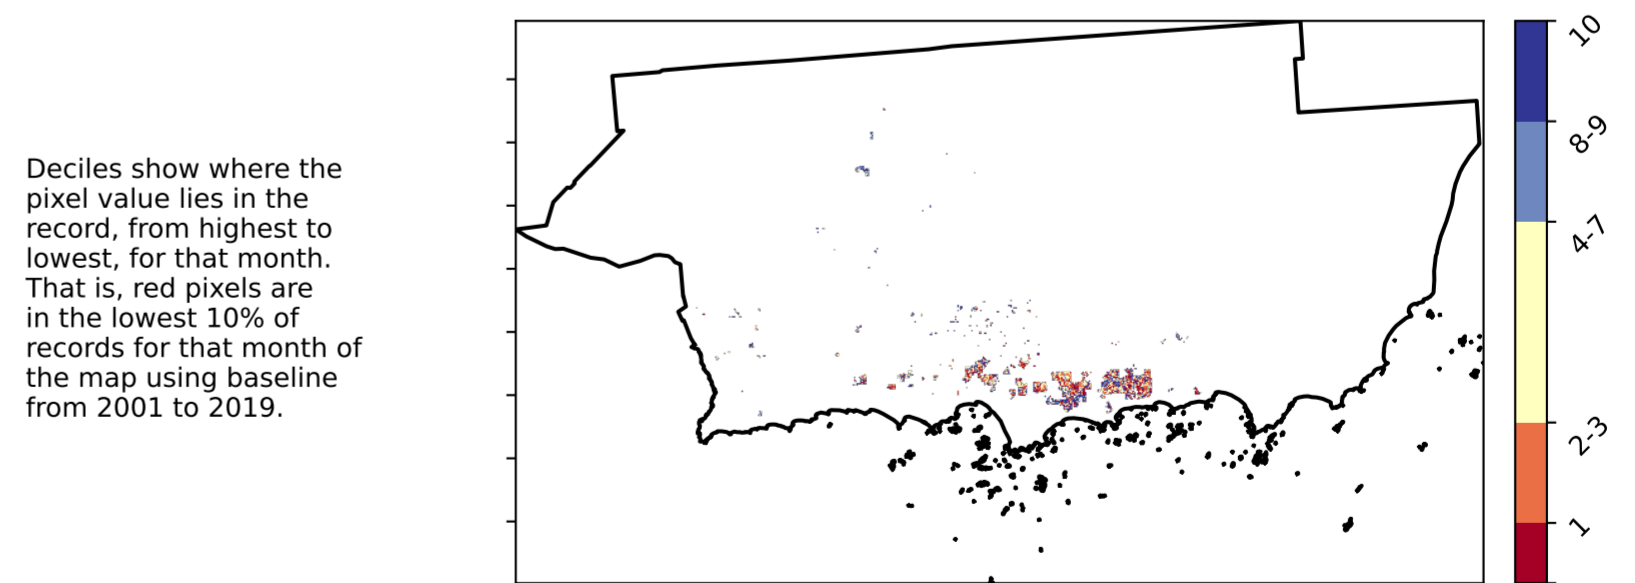 Deciles show where the
pixel value lies in the
record, from highest to
lowest, for that month.
That is, red pixels are
in the lowest 10% of
records for that month of
the map using baseline
from 2001 to 2019.
10
8-9
4-7
2-3
1